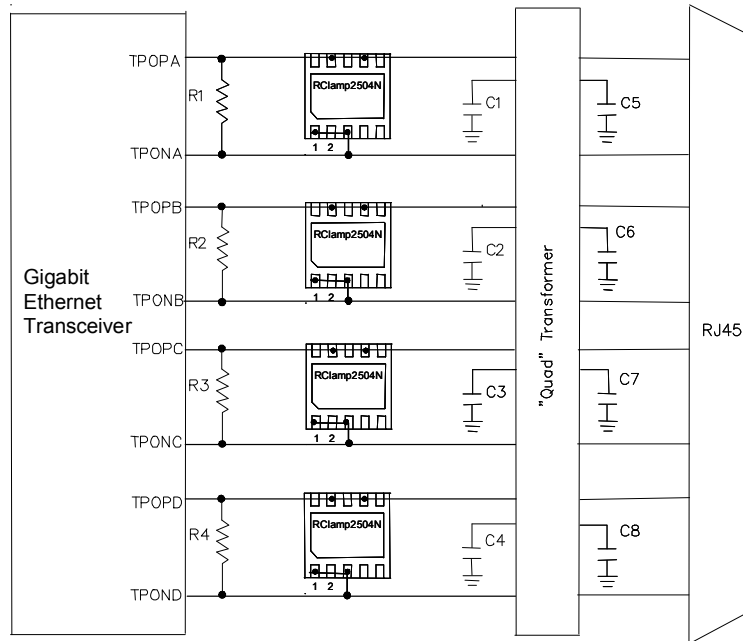 TPOPA
R1
RClamp2504N
1 2
TPONA
C1
C5
TPOPB
R2
RClamp2504N
1 2
TPONB
C2
C6
Gigabit
Ethernet
Transceiver
"Quad" Transformer
RJ45
TPOPC
R3
RClamp2504N
1 2
TPONC
C3
C7
TPOPD
R4
RClamp2504N
1 2
TPOND
C4
C8